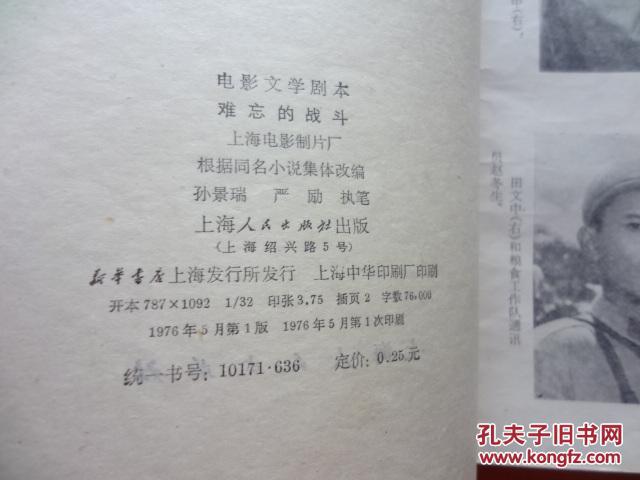 电影文学剧本
难忘的战斗
上海电影制片厂
根据同名小说集体改编
孙景瑞 严励 执笔
上海人民出版社出版
(上海绍兴路5号)
新华书店上海发行所发行 上海中华印刷厂印刷
开本787×1092 1/32 印张3.75 插页2 字数76,000
1976年5月第1版 1976年5月第1次印刷
统一书号:10171·636 定价:0.25元
田文中(右)和粮食工作队通讯
赵冬生。
(右)。
孔夫子旧书网
KONGFZ.COM